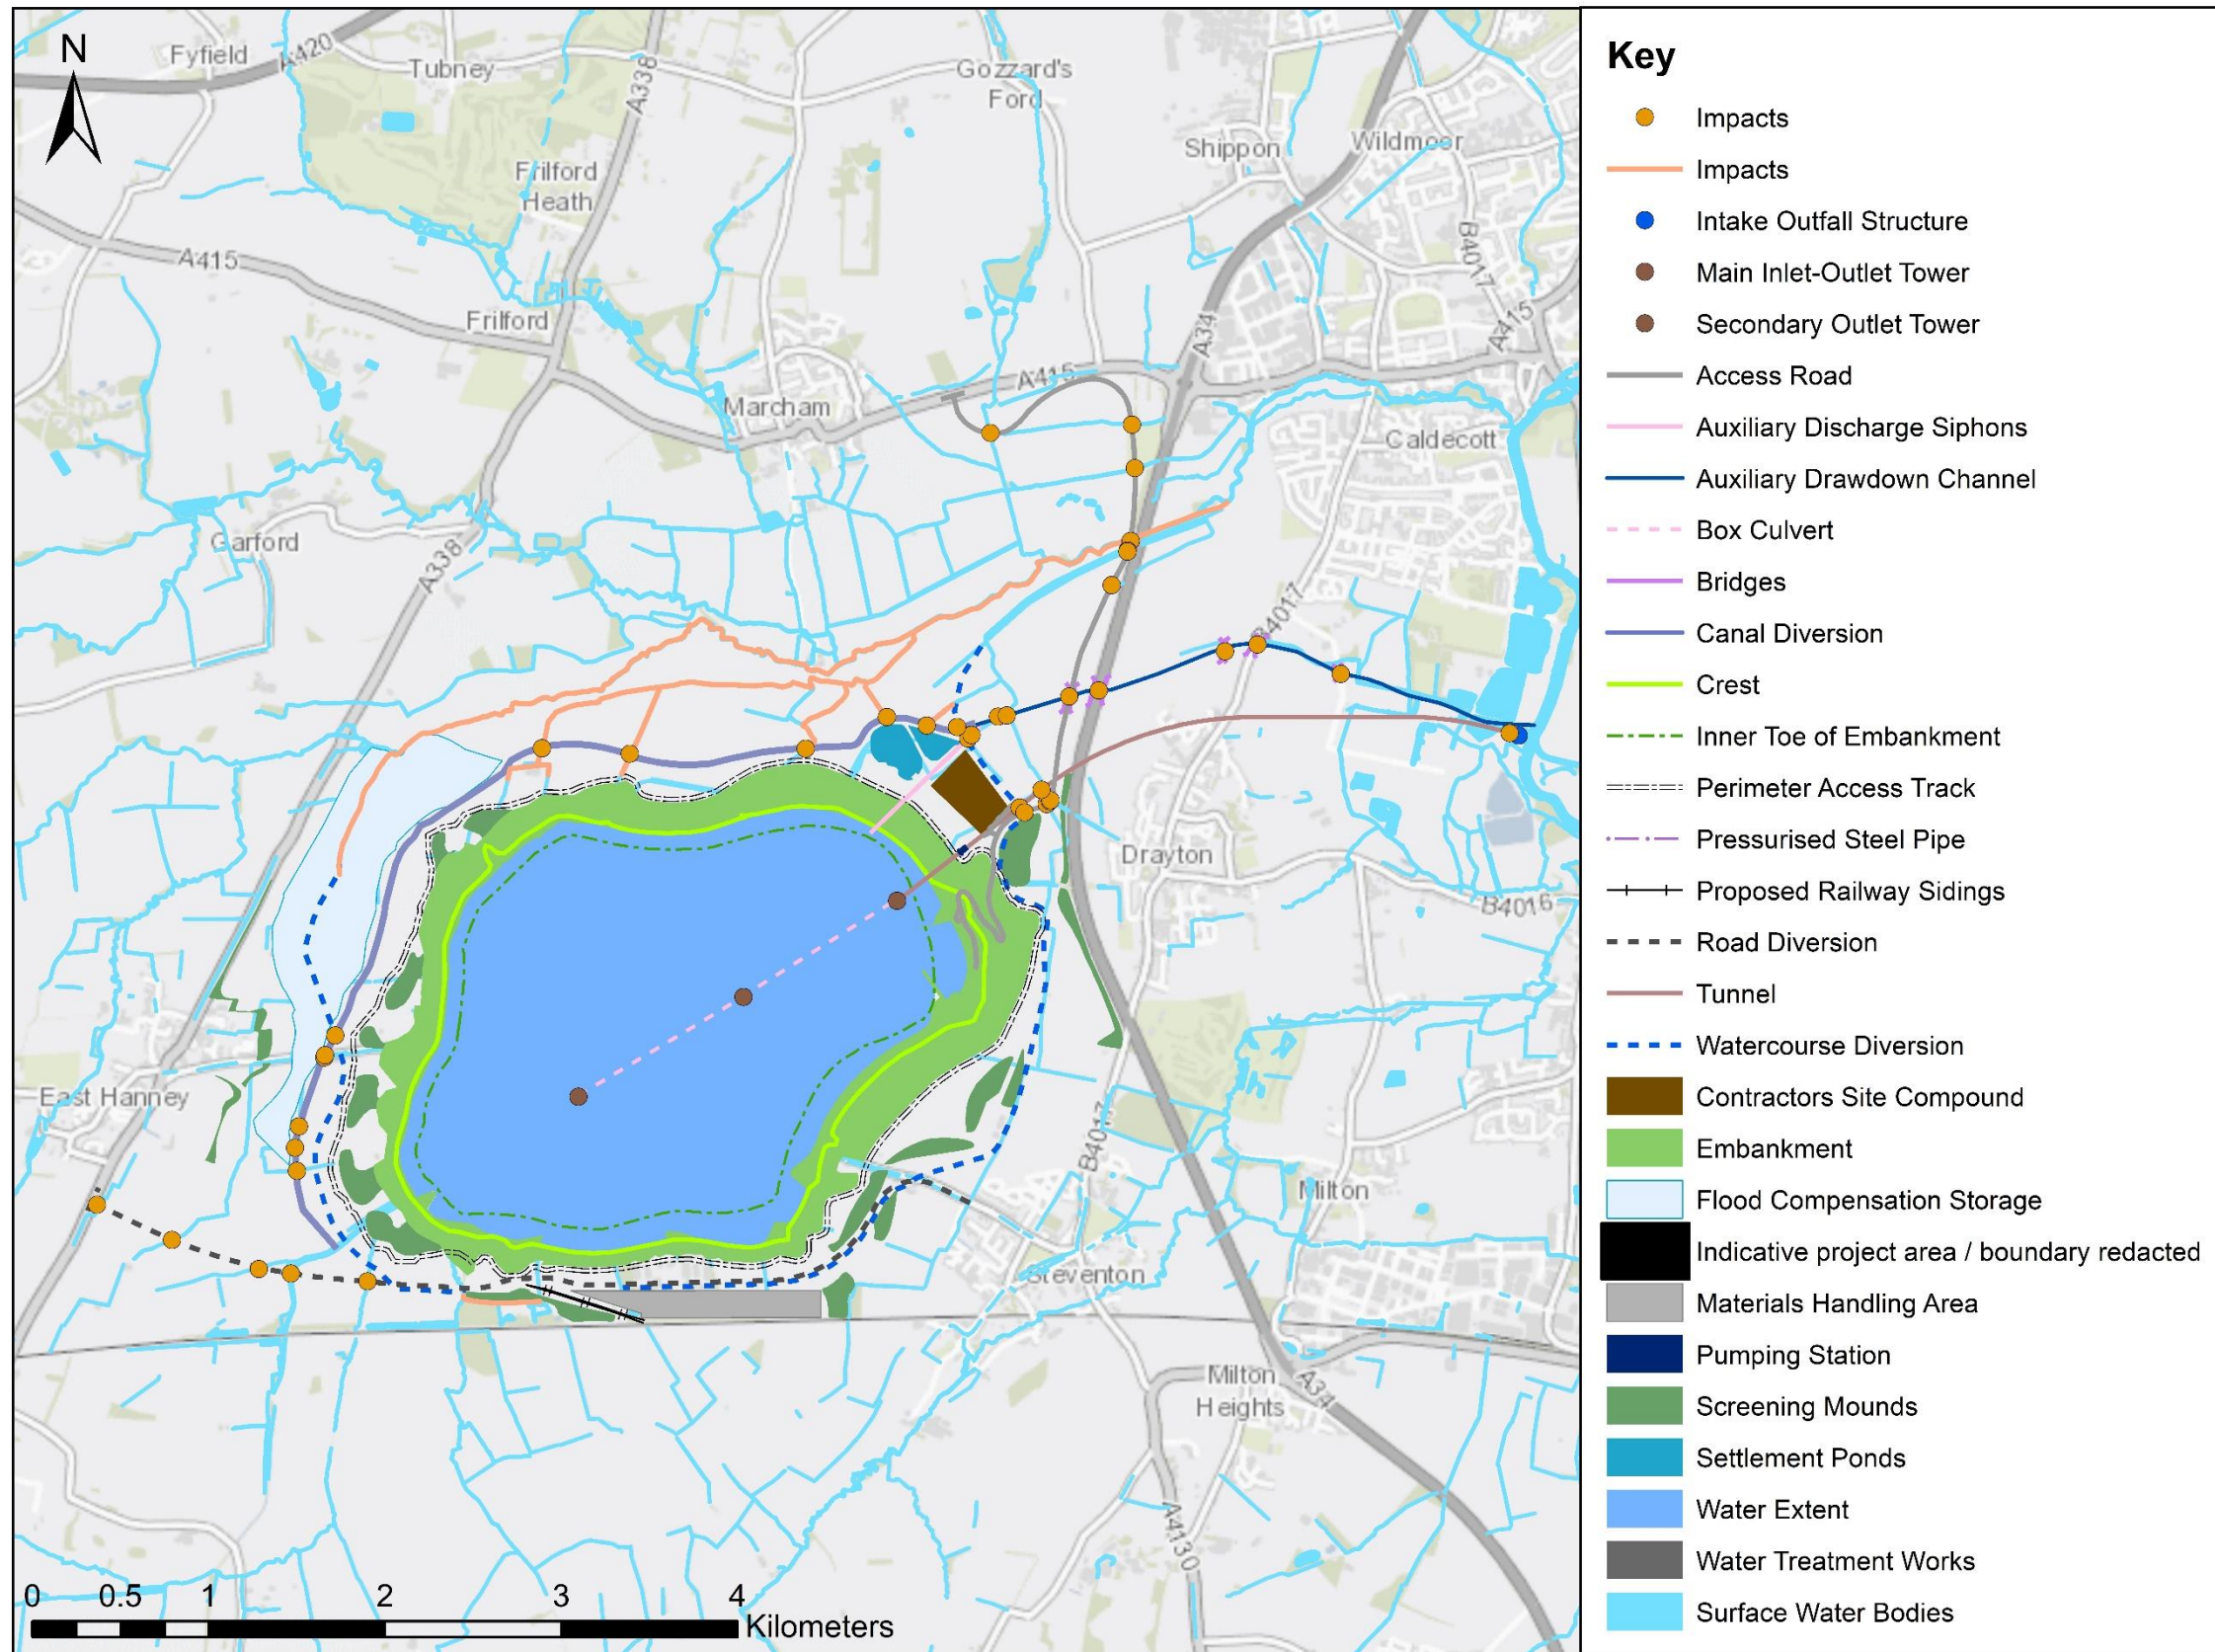 N
Fyfield
A420
Tubney
A338
Gozzard's
Ford
Shippon
Wildmoor
Frilford
Heath
B4017
A415
A34
A415
Frilford
A415
Marcham
Caldecott
Garford
A338
B4017
Drayton
B4016
East Hanney
B4017
Milton
Steventon
Milton
Heights
A34
A4130
0 0.5 1 2 3 4
Kilometers
Key
Impacts
Impacts
Intake Outfall Structure
Main Inlet-Outlet Tower
Secondary Outlet Tower
Access Road
Auxiliary Discharge Siphons
Auxiliary Drawdown Channel
Box Culvert
Bridges
Canal Diversion
Crest
Inner Toe of Embankment
Perimeter Access Track
Pressurised Steel Pipe
Proposed Railway Sidings
Road Diversion
Tunnel
Watercourse Diversion
Contractors Site Compound
Embankment
Flood Compensation Storage
Indicative project area / boundary redacted
Materials Handling Area
Pumping Station
Screening Mounds
Settlement Ponds
Water Extent
Water Treatment Works
Surface Water Bodies